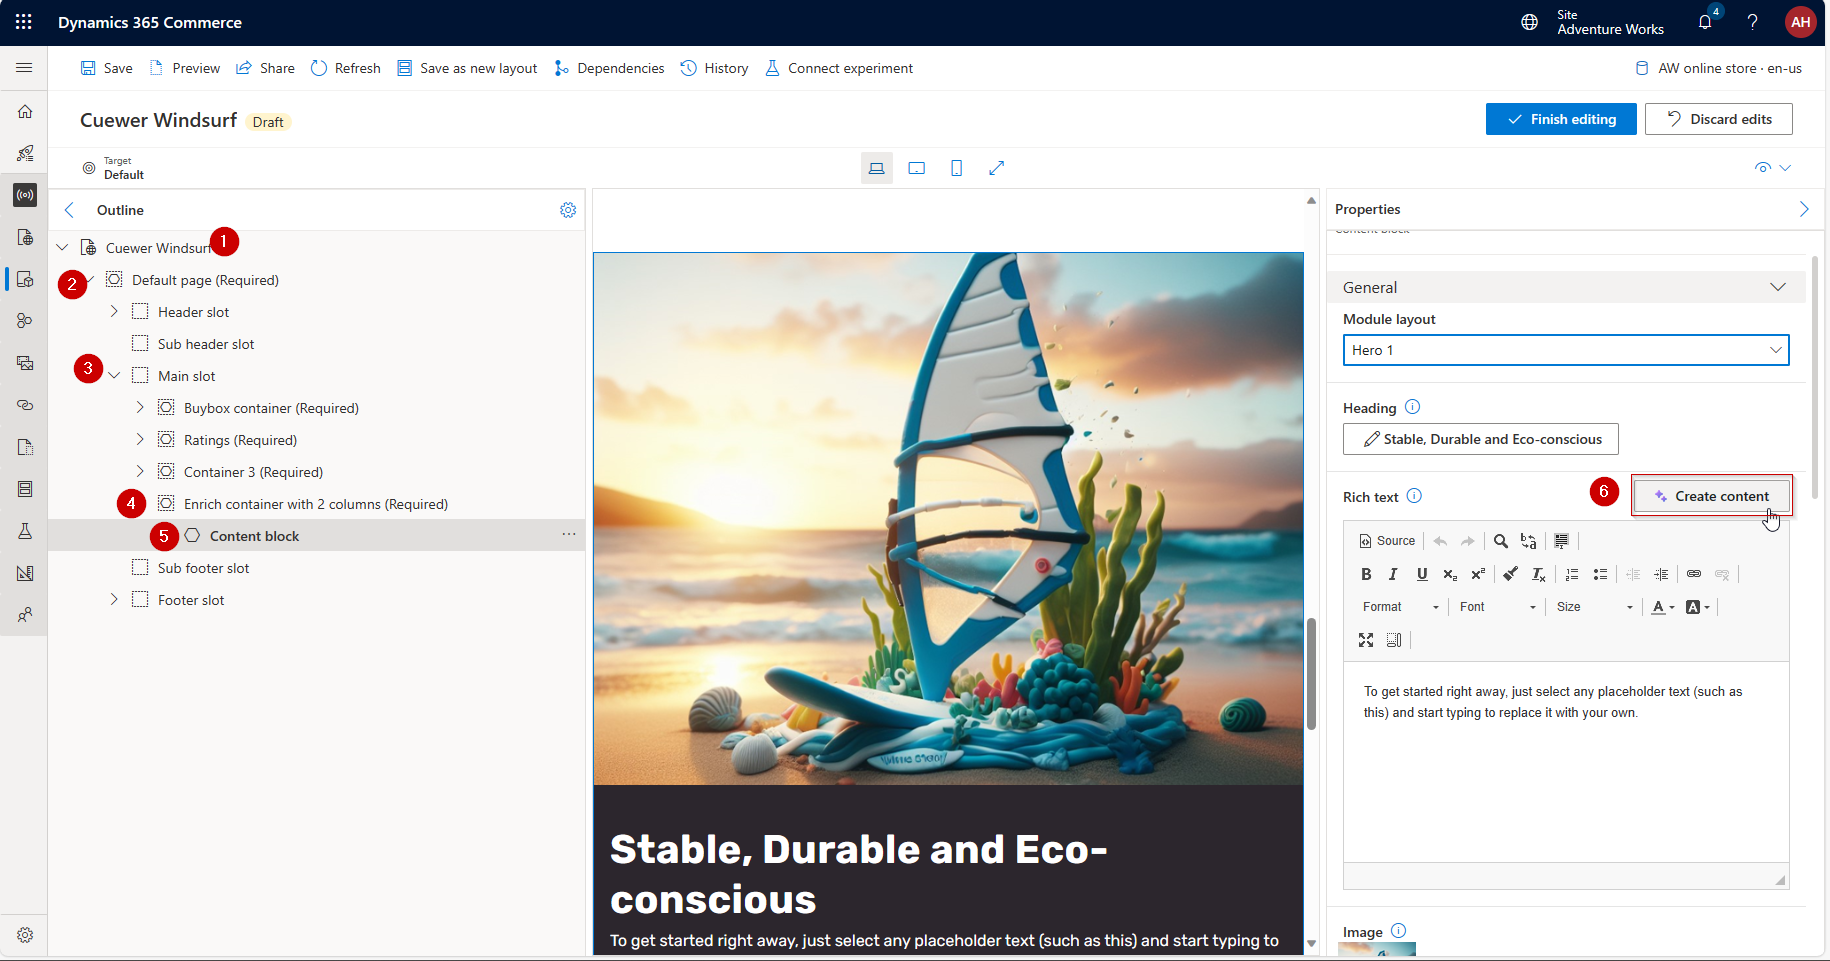 Dynamics 365 Commerce
Site
Adventure Works
4
?
AH
Save
Preview
Share
Refresh
Save as new layout
Dependencies
History
Connect experiment
AW online store · en-us
Cuewer Windsurf
Draft
Finish editing
Discard edits
Target
Default
Outline
Cuewer Windsurf
1
2
Default page (Required)
Header slot
Sub header slot
3
Main slot
Buybox container (Required)
Ratings (Required)
Container 3 (Required)
4
Enrich container with 2 columns (Required)
5
Content block
...
Sub footer slot
Footer slot
Stable, Durable and Eco-
conscious
To get started right away, just select any placeholder text (such as this) and start typing to
Properties
Content block
General
Module layout
Hero 1
Heading
Stable, Durable and Eco-conscious
Rich text
6
Create content
Source
B I U x₂ x²
Format
Font
Size
A
A
To get started right away, just select any placeholder text (such as
this) and start typing to replace it with your own.
Image